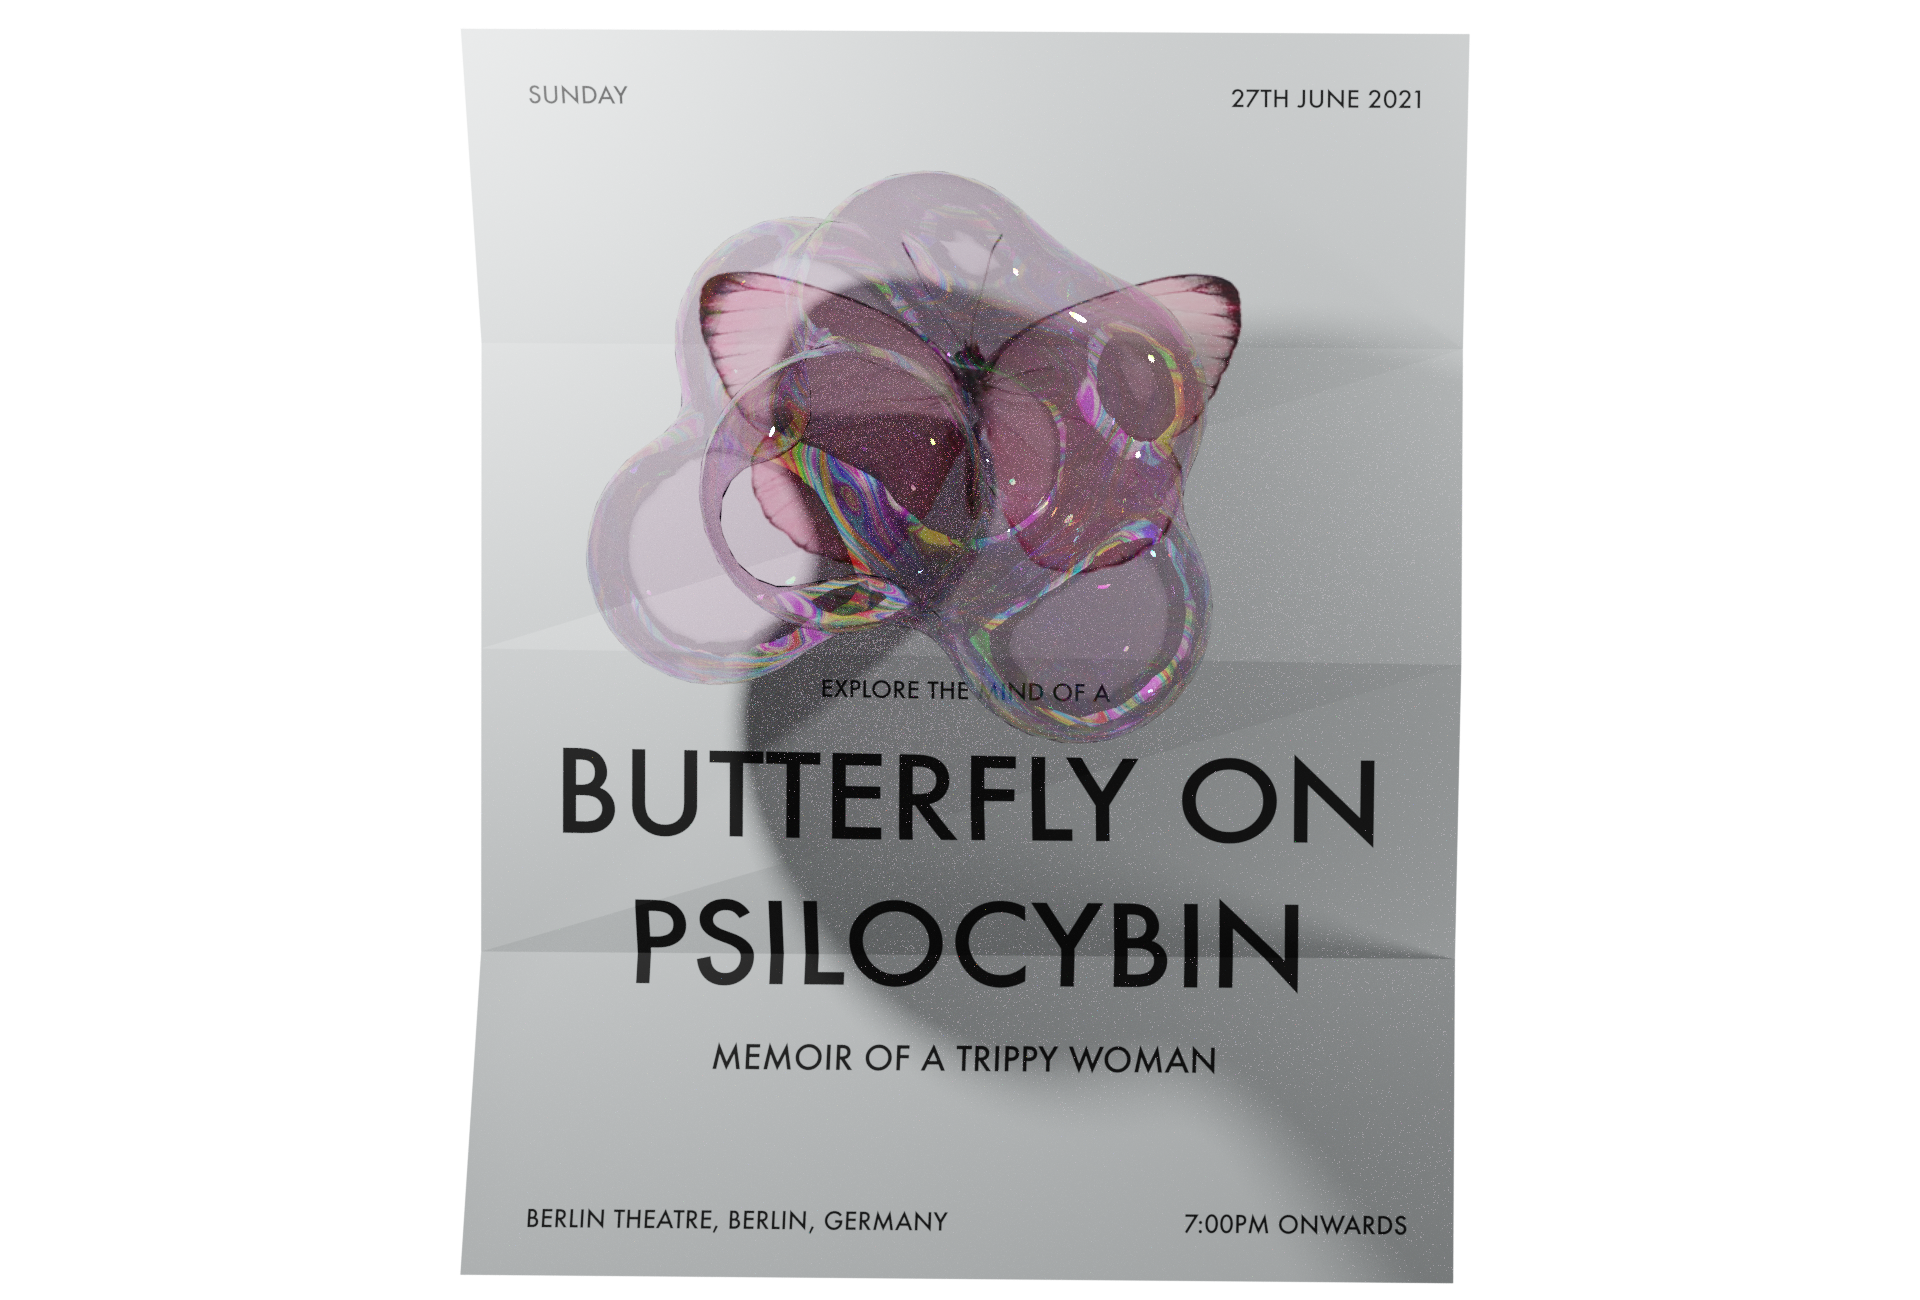 SUNDAY
27TH JUNE 2021
EXPLORE THE MIND OF A
BUTTERFLY ON
PSILOCYBIN
MEMOIR OF A TRIPPY WOMAN
BERLIN THEATRE, BERLIN, GERMANY
7:00PM ONWARDS